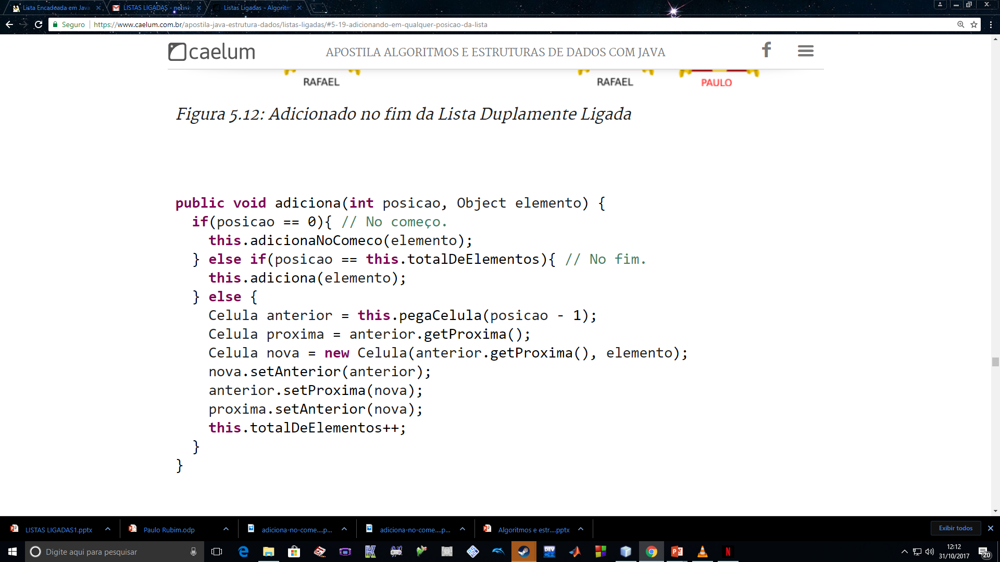 Lista Encadeada em Java
LISTAS LIGADAS - netin
Listas Ligadas - Algoritm
Seguro
https://www.caelum.com.br/apostila-java-estrutura-dados/listas-ligadas/#5-19-adicionando-em-qualquer-posicao-da-lista
caelum
APOSTILA ALGORITMOS E ESTRUTURAS DE DADOS COM JAVA
RAFAEL
RAFAEL
PAULO
Figura 5.12: Adicionado no fim da Lista Duplamente Ligada
public void adiciona(int posicao, Object elemento) {
if(posicao == 0){ // No começo.
this.adicionaNoComeco(elemento);
} else if(posicao == this.totalDeElementos){ // No fim.
this.adiciona(elemento);
} else {
Celula anterior = this.pegaCelula(posicao - 1);
Celula proxima = anterior.getProxima();
Celula nova = new Celula(anterior.getProxima(), elemento);
nova.setAnterior(anterior);
anterior.setProxima(nova);
proxima.setAnterior(nova);
this.totalDeElementos++;
}
}
LISTAS LIGADAS1.pptx
Paulo Rubim.odp
adiciona-no-come....p...
adiciona-no-come....p...
Algoritmos e estr....pptx
Exibir todos
Digite aqui para pesquisar
DEV
N
12:12
31/10/2017
20